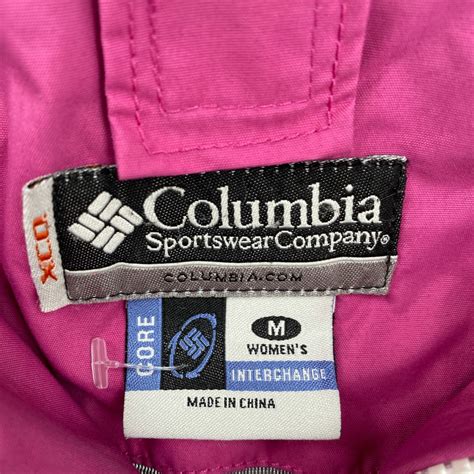 Columbia
Sportswear Company®
COLUMBIA.COM
XCO.
CORE
M
WOMEN'S
INTERCHANGE
MADE IN CHINA